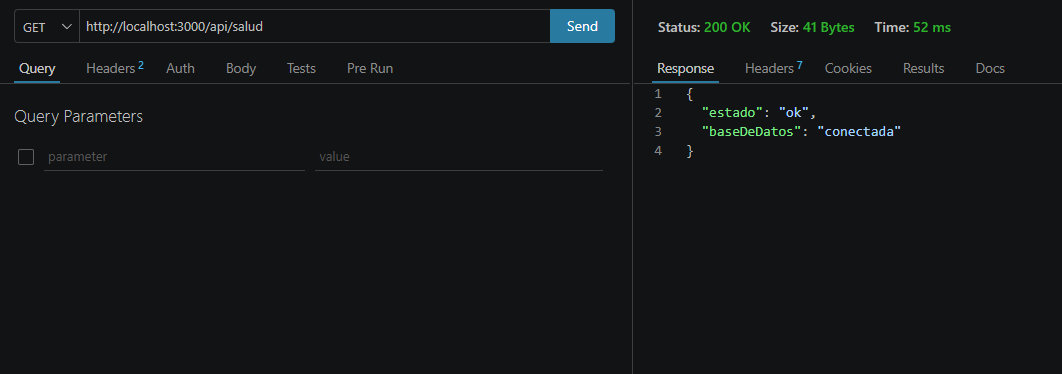 GET http://localhost:3000/api/salud Send
Query Headers 2 Auth Body Tests Pre Run
Query Parameters
parameter value
Status: 200 OK Size: 41 Bytes Time: 52 ms
Response Headers 7 Cookies Results Docs
1 {
2 "estado": "ok",
3 "baseDeDatos": "conectada"
4 }